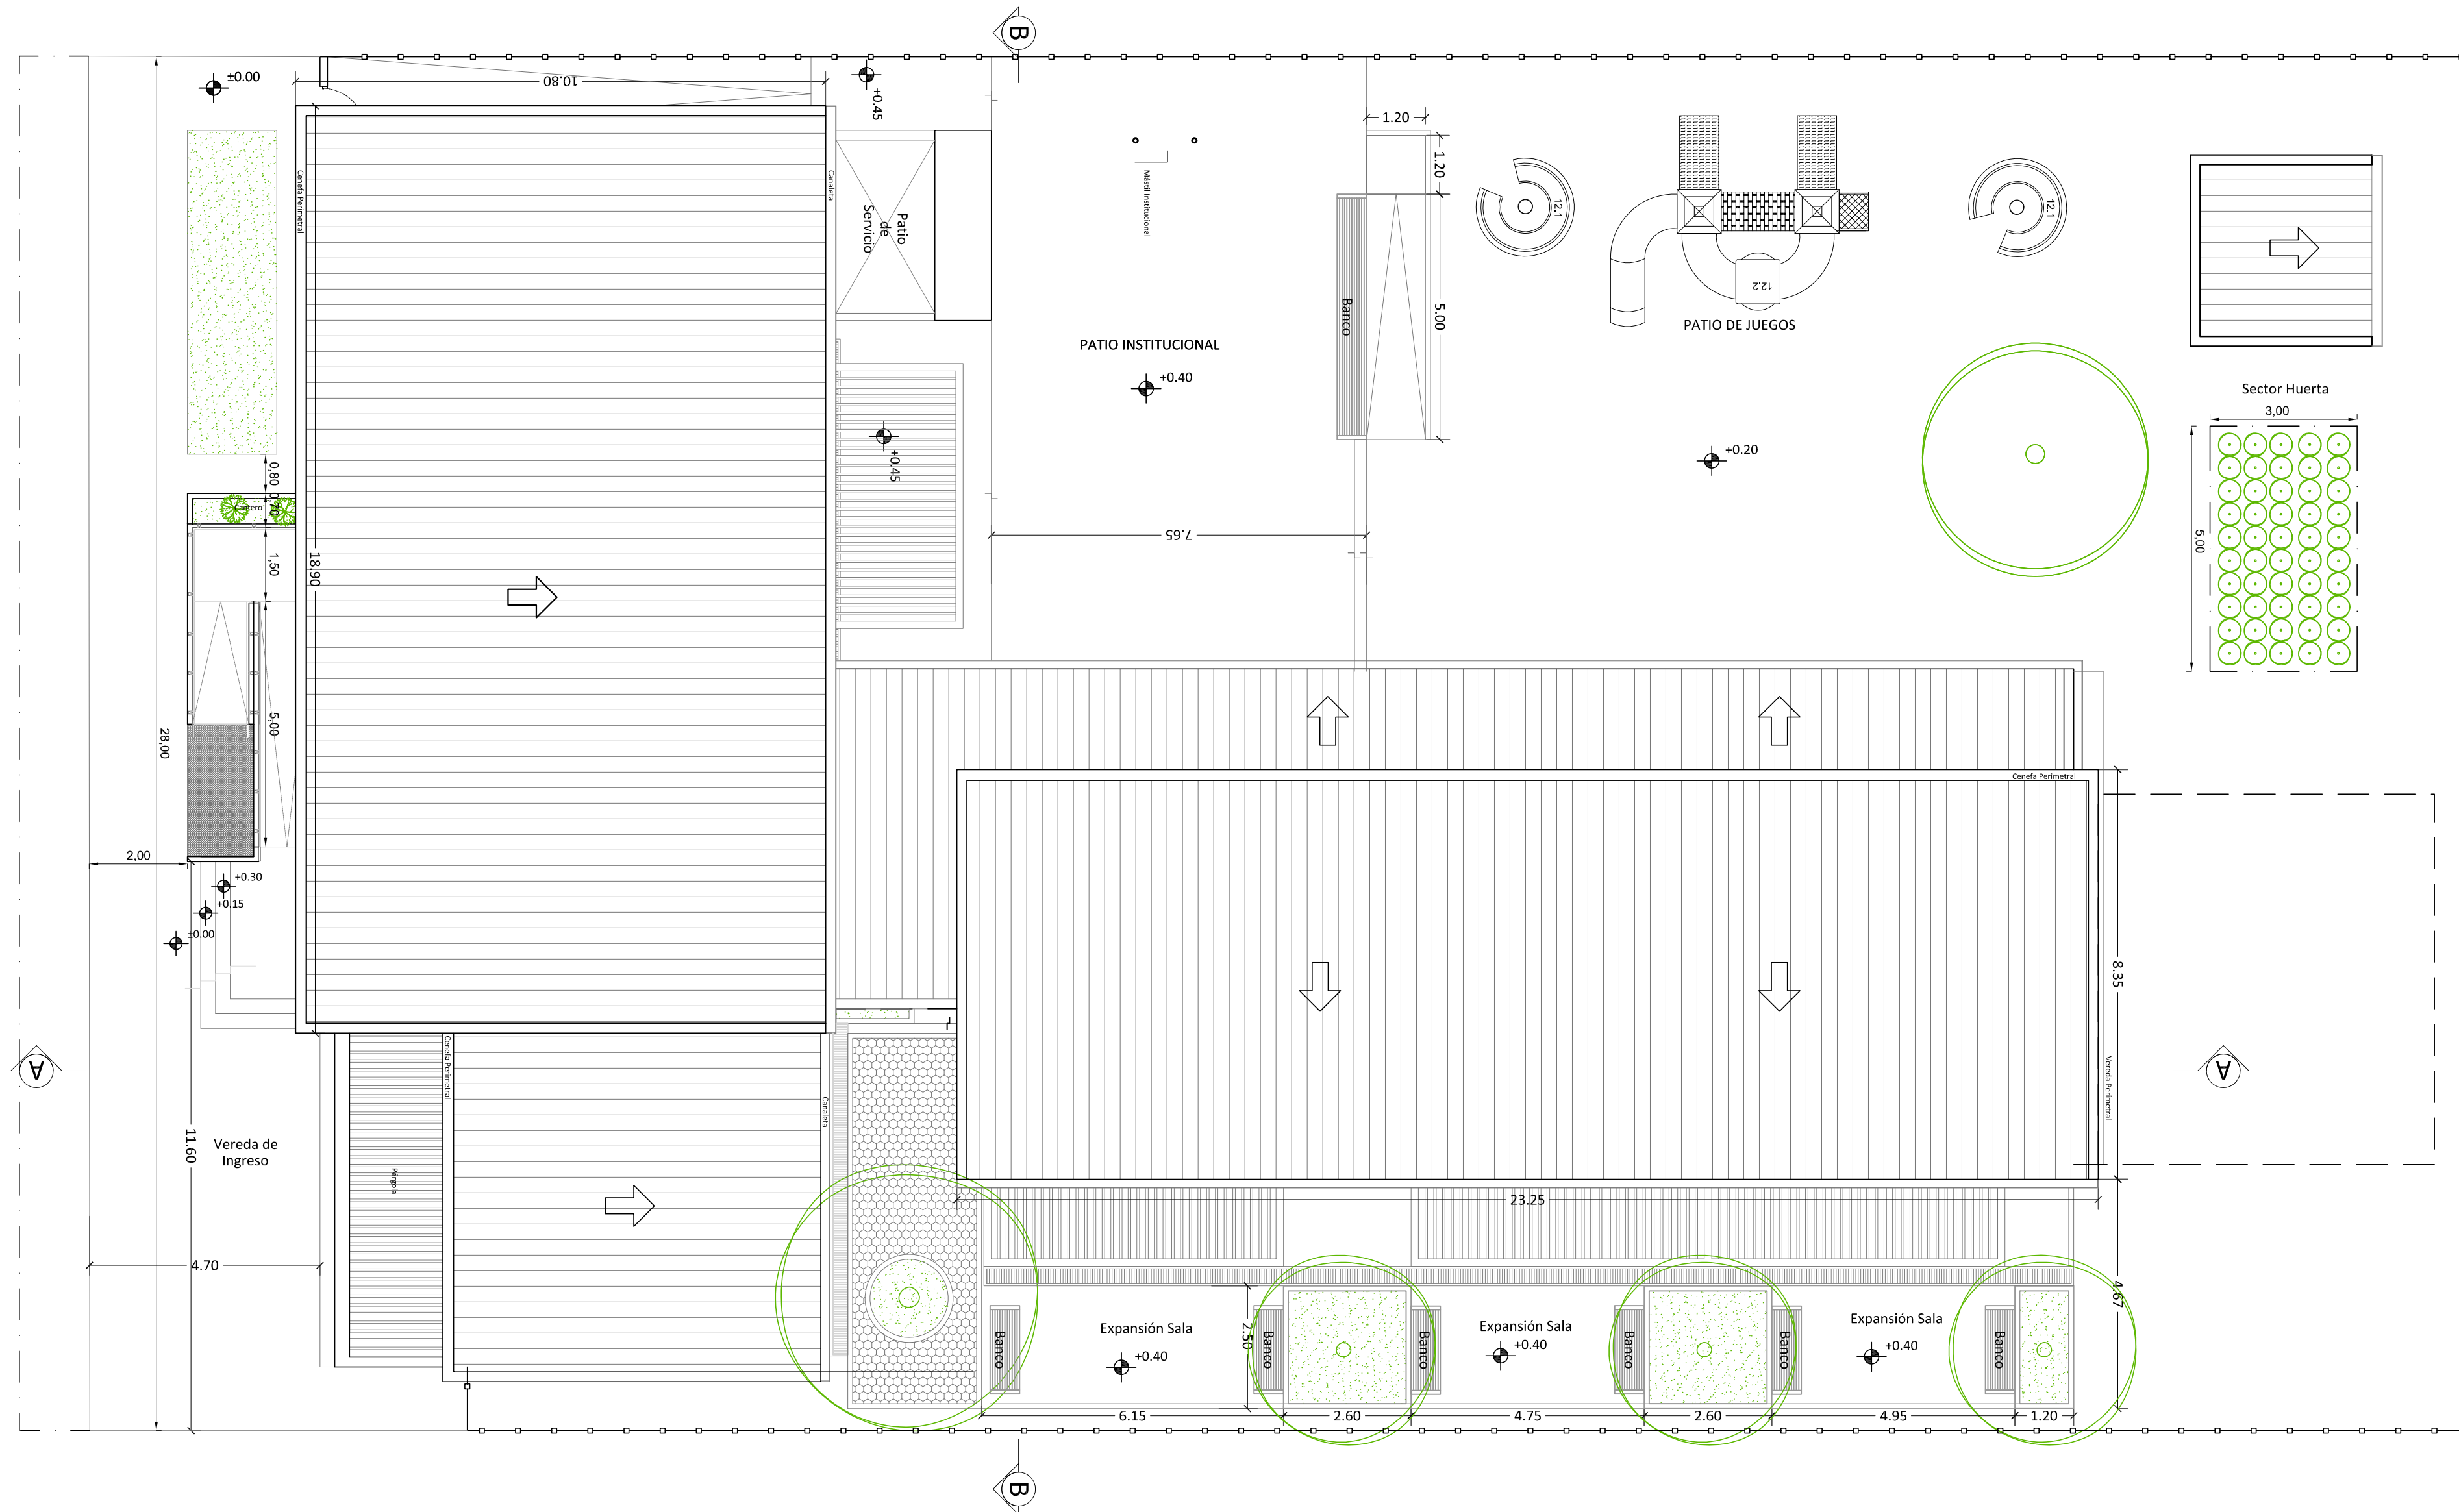 B
±0.00
10.80
+0.45
Cenefa Perimetral
Canaleta
Patio
de
Servicio
Mástil Institucional
1.20
1.20
12.1
12.2
12.1
Banco
5.00
PATIO DE JUEGOS
PATIO INSTITUCIONAL
+0.40
Sector Huerta
3,00
+0.45
+0.20
0,80
0,70
Cantero
7.65
5,00
1,50
18.90
5,00
28,00
Cenefa Perimetral
2,00
+0.30
+0.15
±0.00
8.35
A
A
Cenefa Perimetral
Canaleta
Vereda Perimetral
11.60
Vereda de
Ingreso
Pérgola
23.25
4.70
4.67
Expansión Sala
+0.40
2.50
Expansión Sala
+0.40
Expansión Sala
+0.40
Banco
Banco
Banco
Banco
Banco
Banco
6.15
2.60
4.75
2.60
4.95
1.20
B